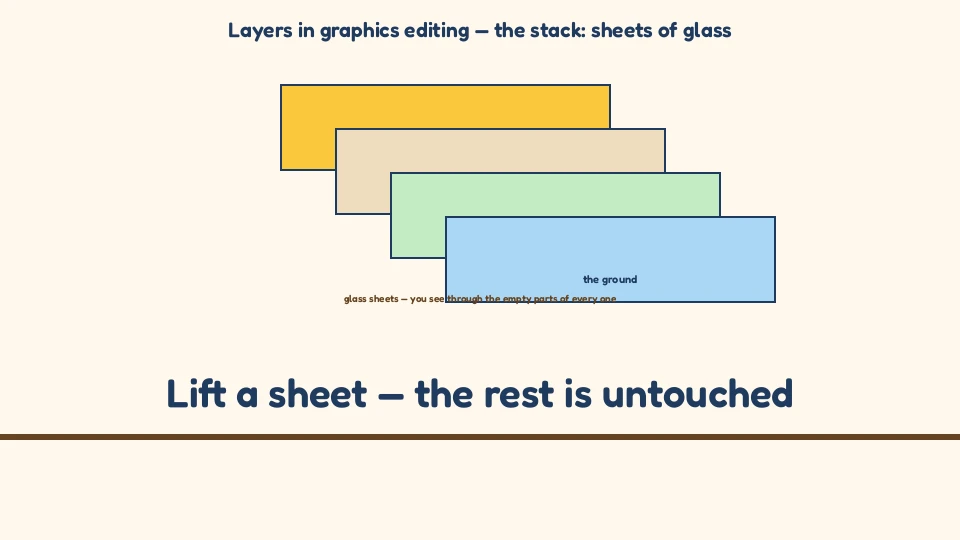 Layers in graphics editing — the stack: sheets of glass
the ground
glass sheets — you see through the empty parts of every one
Lift a sheet — the rest is untouched